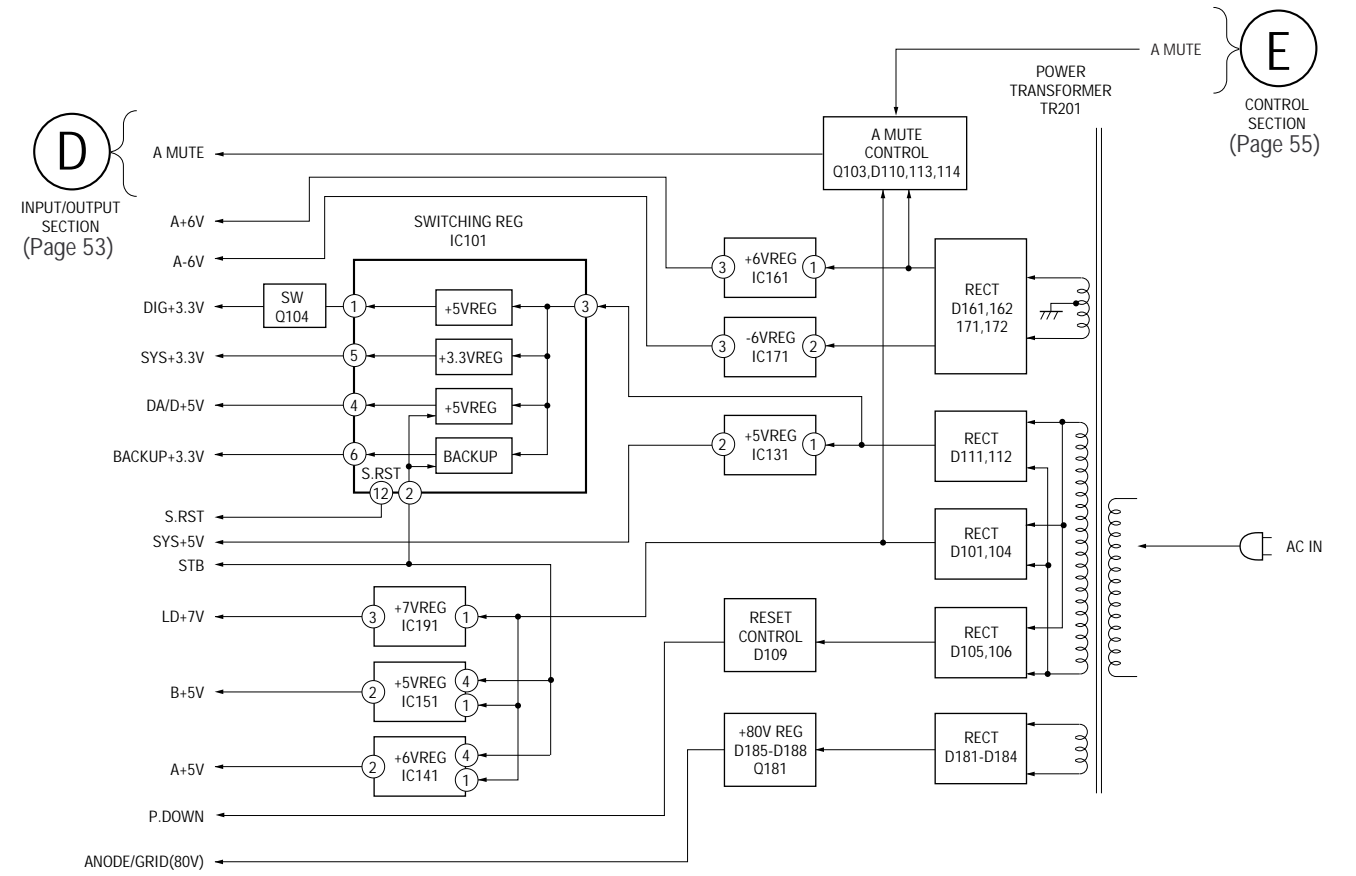 A MUTE
E
CONTROL
SECTION
(Page 55)
POWER
TRANSFORMER
TR201
D
INPUT/OUTPUT
SECTION
(Page 53)
A MUTE
A MUTE
CONTROL
Q103,D110,113,114
A+6V
A-6V
SWITCHING REG
IC101
3
+6VREG
IC161
1
RECT
D161,162
171,172
DIG+3.3V
SW
Q104
1
+5VREG
3
3
-6VREG
IC171
2
SYS+3.3V
5
+3.3VREG
DA/D+5V
4
+5VREG
BACKUP+3.3V
6
BACKUP
S.RST
12
2
2
+5VREG
IC131
1
RECT
D111,112
S.RST
SYS+5V
STB
RECT
D101,104
AC IN
LD+7V
3
+7VREG
IC191
1
RESET
CONTROL
D109
RECT
D105,106
B+5V
2
+5VREG
IC151
4
1
+80V REG
D185-D188
Q181
RECT
D181-D184
A+5V
2
+6VREG
IC141
4
1
P.DOWN
ANODE/GRID(80V)